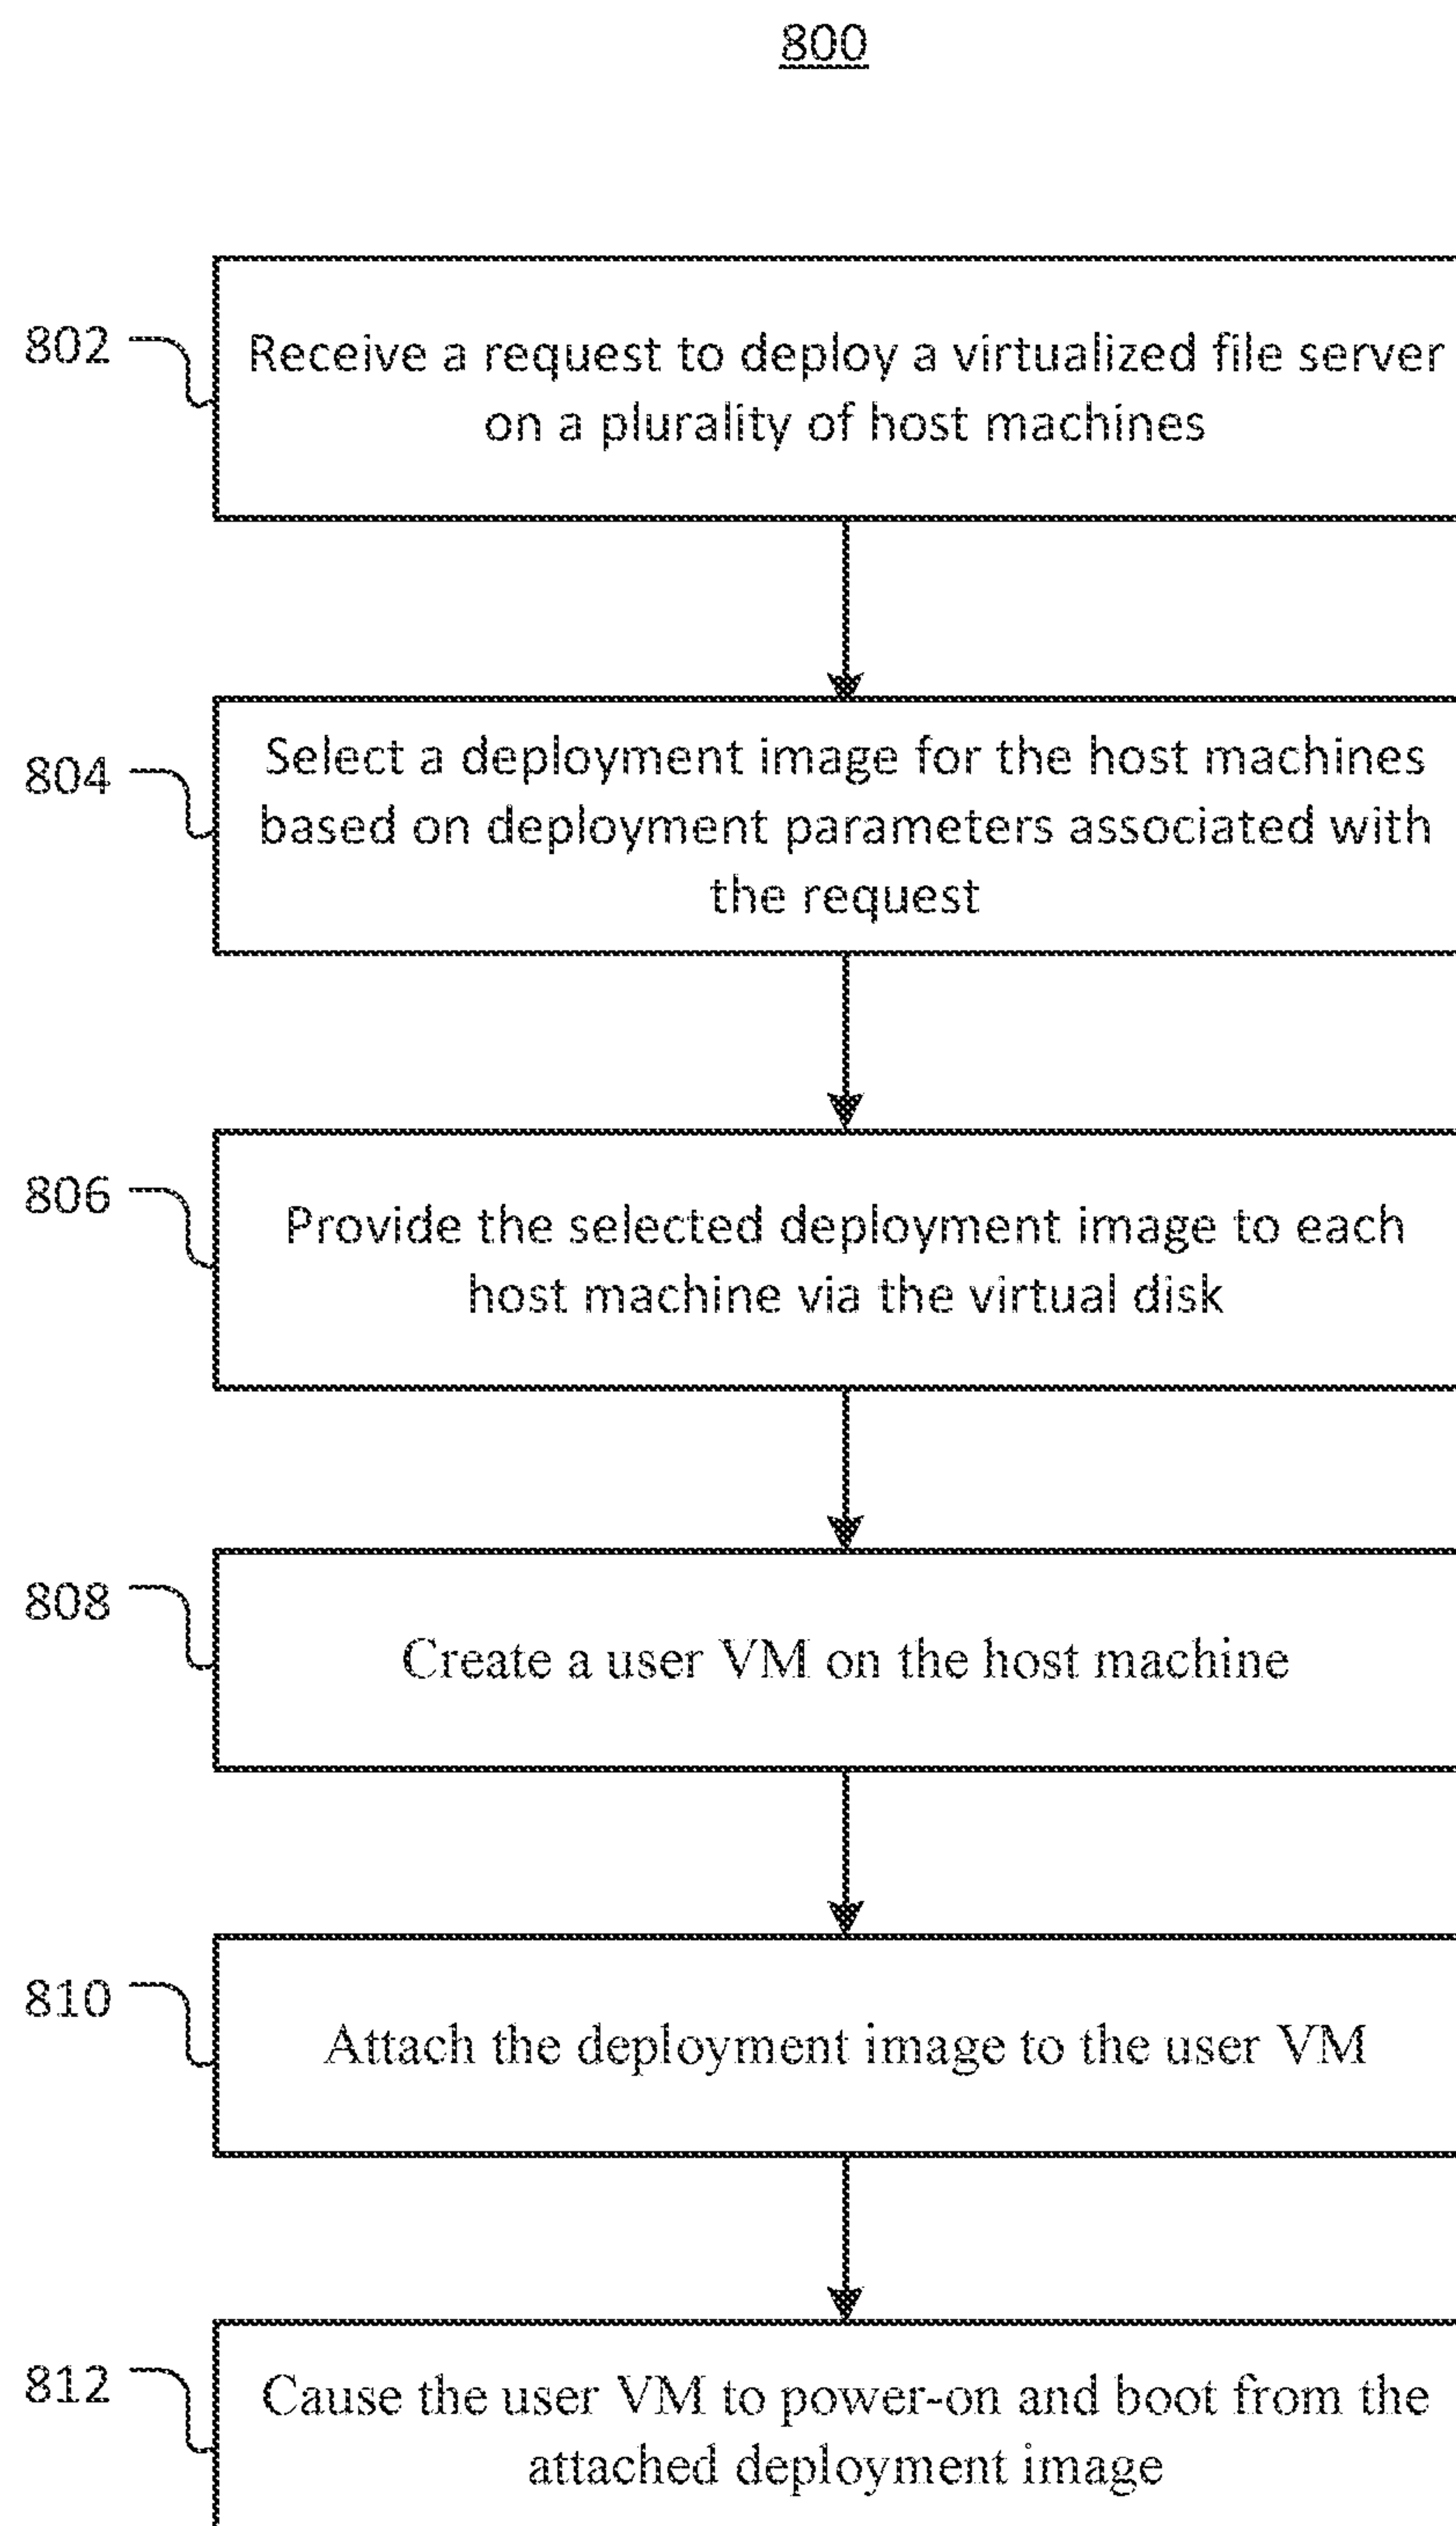 800
802
Receive a request to deploy a virtualized file server
on a plurality of host machines
804
Select a deployment image for the host machines
based on deployment parameters associated with
the request
806
Provide the selected deployment image to each
host machine via the virtual disk
808
Create a user VM on the host machine
810
Attach the deployment image to the user VM
812
Cause the user VM to power-on and boot from the
attached deployment image